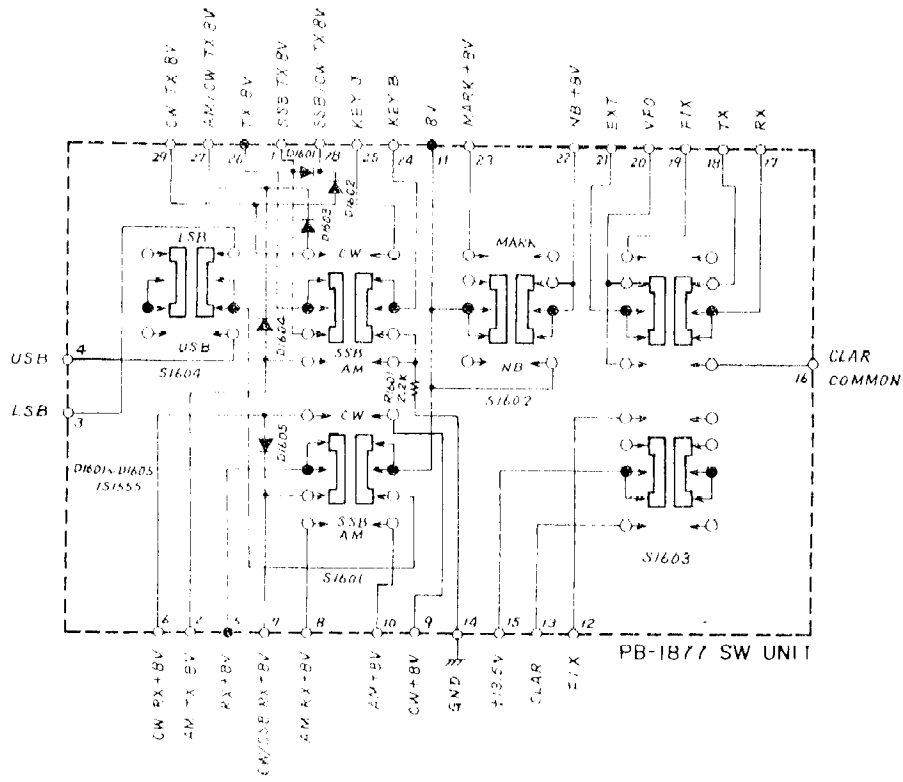 CW TX 8V
AM/CW TX 8V
TX 8V
SSB TX 8V
SSB/CW TX 8V
KEY J
KEY B
8V
MARK +8V
NB +8V
EXT
VFO
FIX
TX
RX
29
27
26
1
28
25
24
11
23
22
21
20
19
18
17
D1601
D1602
D1603
LSB
CW
MARK
USB
S1604
D1604
SSB
AM
NB
S1602
R1601
2.2K
4
USB
3
LSB
CLAR
16
COMMON
CW
D1605
D1601~D1605
1S1555
SSB
AM
S1601
S1603
6
2
5
7
8
10
9
14
15
13
12
PB-1877 SW UNIT
CW RX +8V
AM TX 8V
RX +8V
CW/SSB RX +8V
AM RX +8V
AM +8V
CW +8V
GND
+13.5V
CLAR
FIX